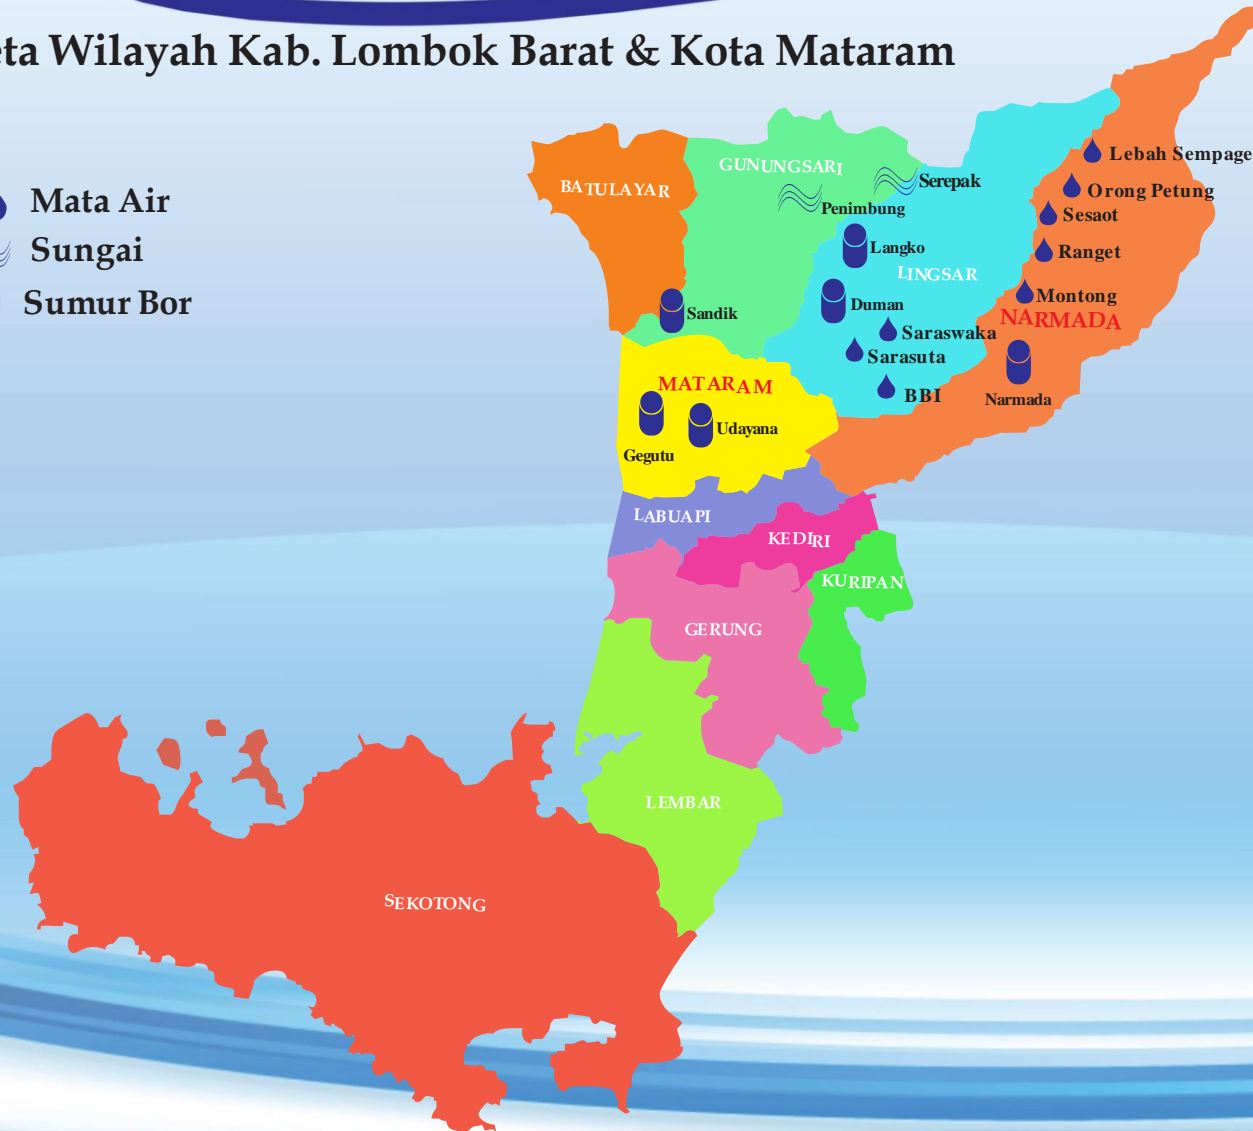 ta Wilayah Kab. Lombok Barat & Kota Mataram
Mata Air
Sungai
Sumur Bor
BATULAYAR
GUNUNGSARI
Serepak
Penimbung
Lebah Sempage
Orong Petung
Sesaot
Ranget
Langko
LINGSAR
Duman
Montong
NARMADA
Sandik
Saraswaka
Sarasuta
BBI
Narmada
MATARAM
Udayana
Gegutu
LABUAPI
KEDIRI
KURIPAN
GERUNG
LEMBAR
SEKOTONG